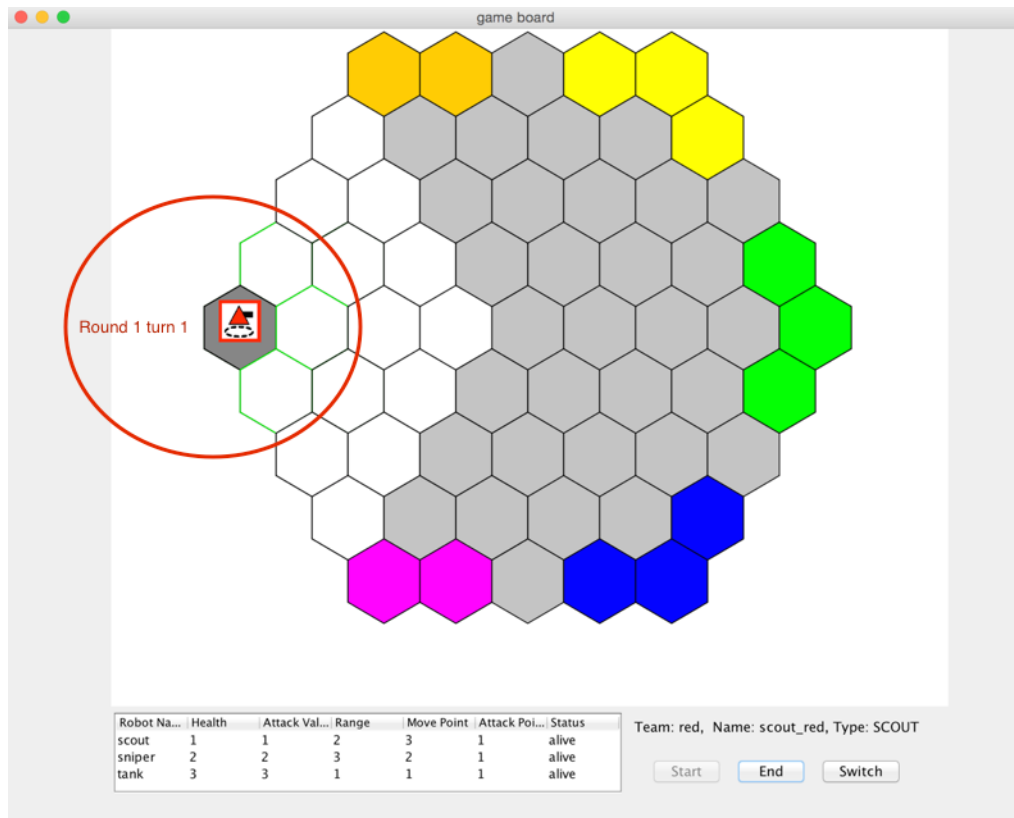 game board
Round 1 turn 1
Robot Na... Health Attack Val... Range Move Point Attack Poi... Status
scout 1 1 2 3 1 alive
sniper 2 2 3 2 1 alive
tank 3 3 1 1 1 alive
Team: red, Name: scout_red, Type: SCOUT
Start End Switch